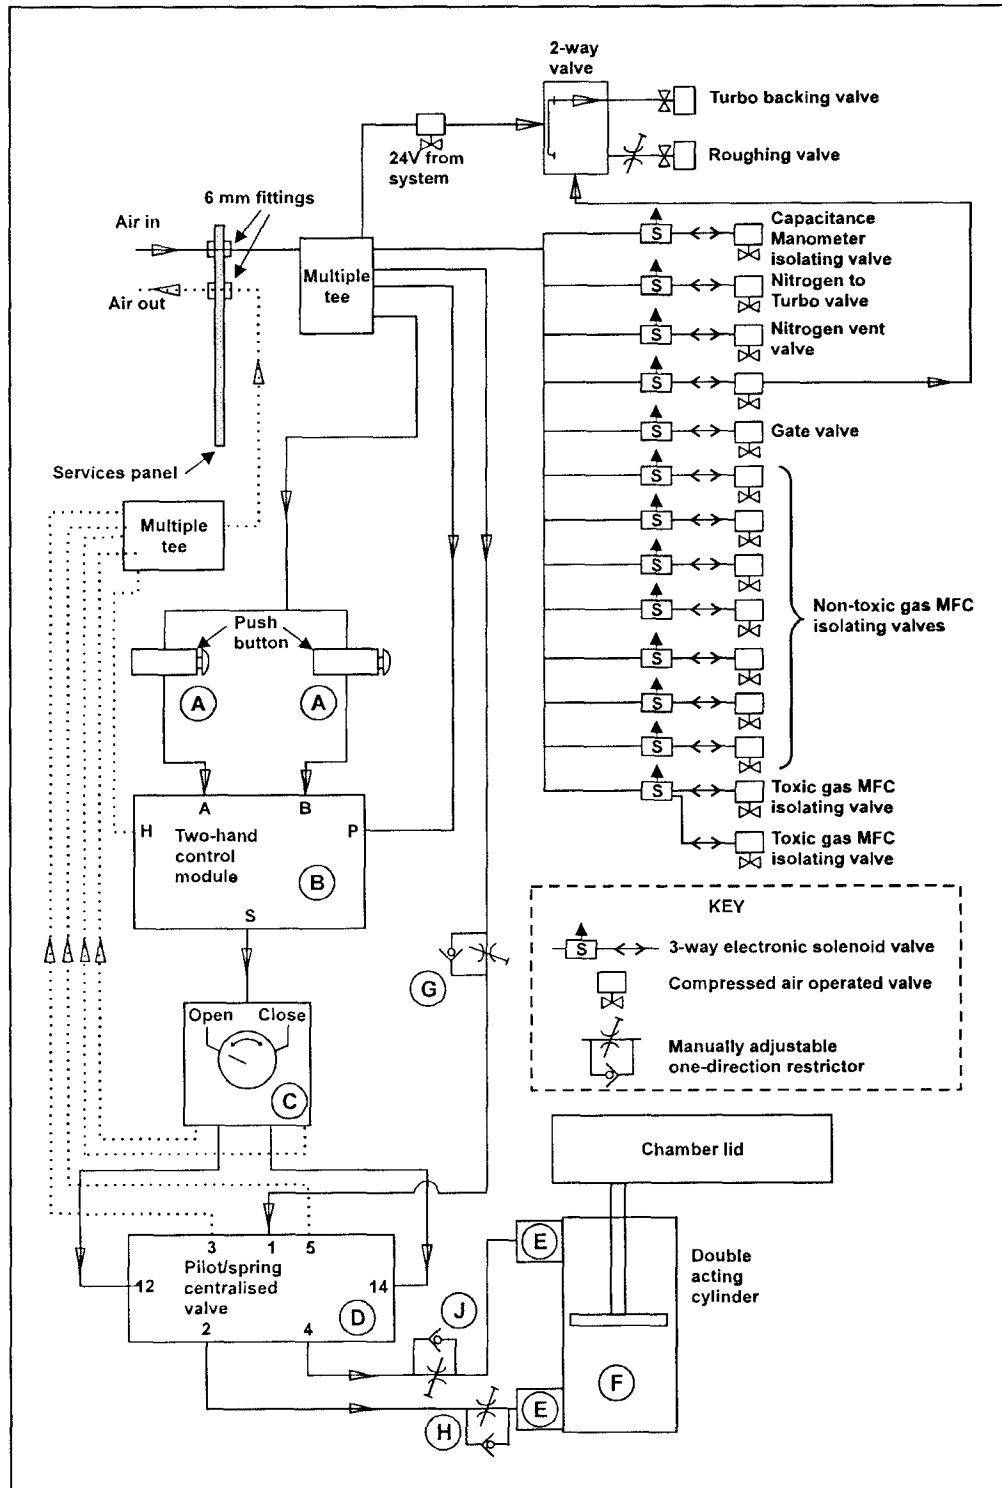 2-way
valve
Turbo backing valve
24V from
system
Roughing valve
6 mm fittings
Air in
Air out
Multiple
tee
S
Capacitance
Manometer
isolating valve
S
Nitrogen to
Turbo valve
S
Nitrogen vent
valve
S
S
Gate valve
S
S
S
S
S
S
S
Non-toxic gas MFC
isolating valves
S
Toxic gas MFC
isolating valve
Toxic gas MFC
isolating valve
Services panel
Multiple
tee
Push
button
A
A
A
B
H
P
Two-hand
control
module
B
S
G
Open
Close
C
KEY
S
3-way electronic solenoid valve
Compressed air operated valve
Manually adjustable
one-direction restrictor
Chamber lid
3
1
5
12
Pilot/spring
centralised
valve
14
D
2
4
J
H
E
E
F
Double
acting
cylinder